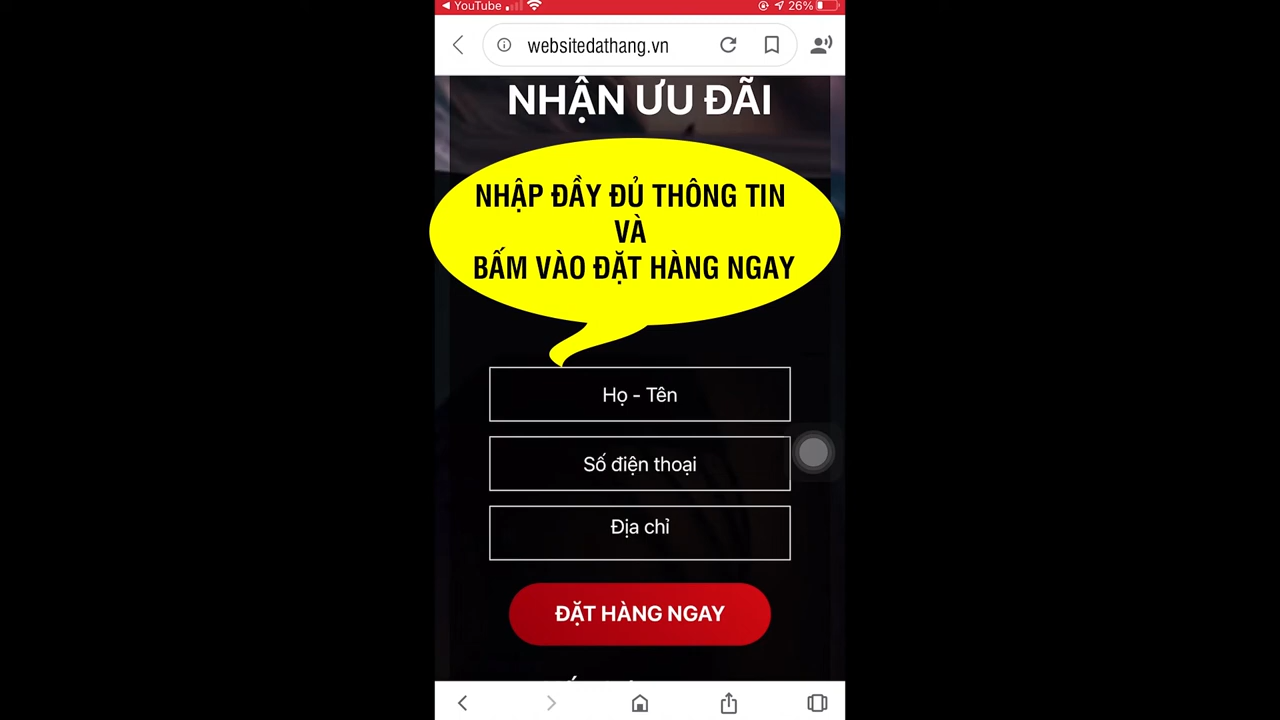 YouTube
26%
websitedathang.vn
NHẬN ƯU ĐÃI
NHẬP ĐẦY ĐỦ THÔNG TIN
VÀ
BẤM VÀO ĐẶT HÀNG NGAY
Họ - Tên
Số điện thoại
Địa chỉ
ĐẶT HÀNG NGAY